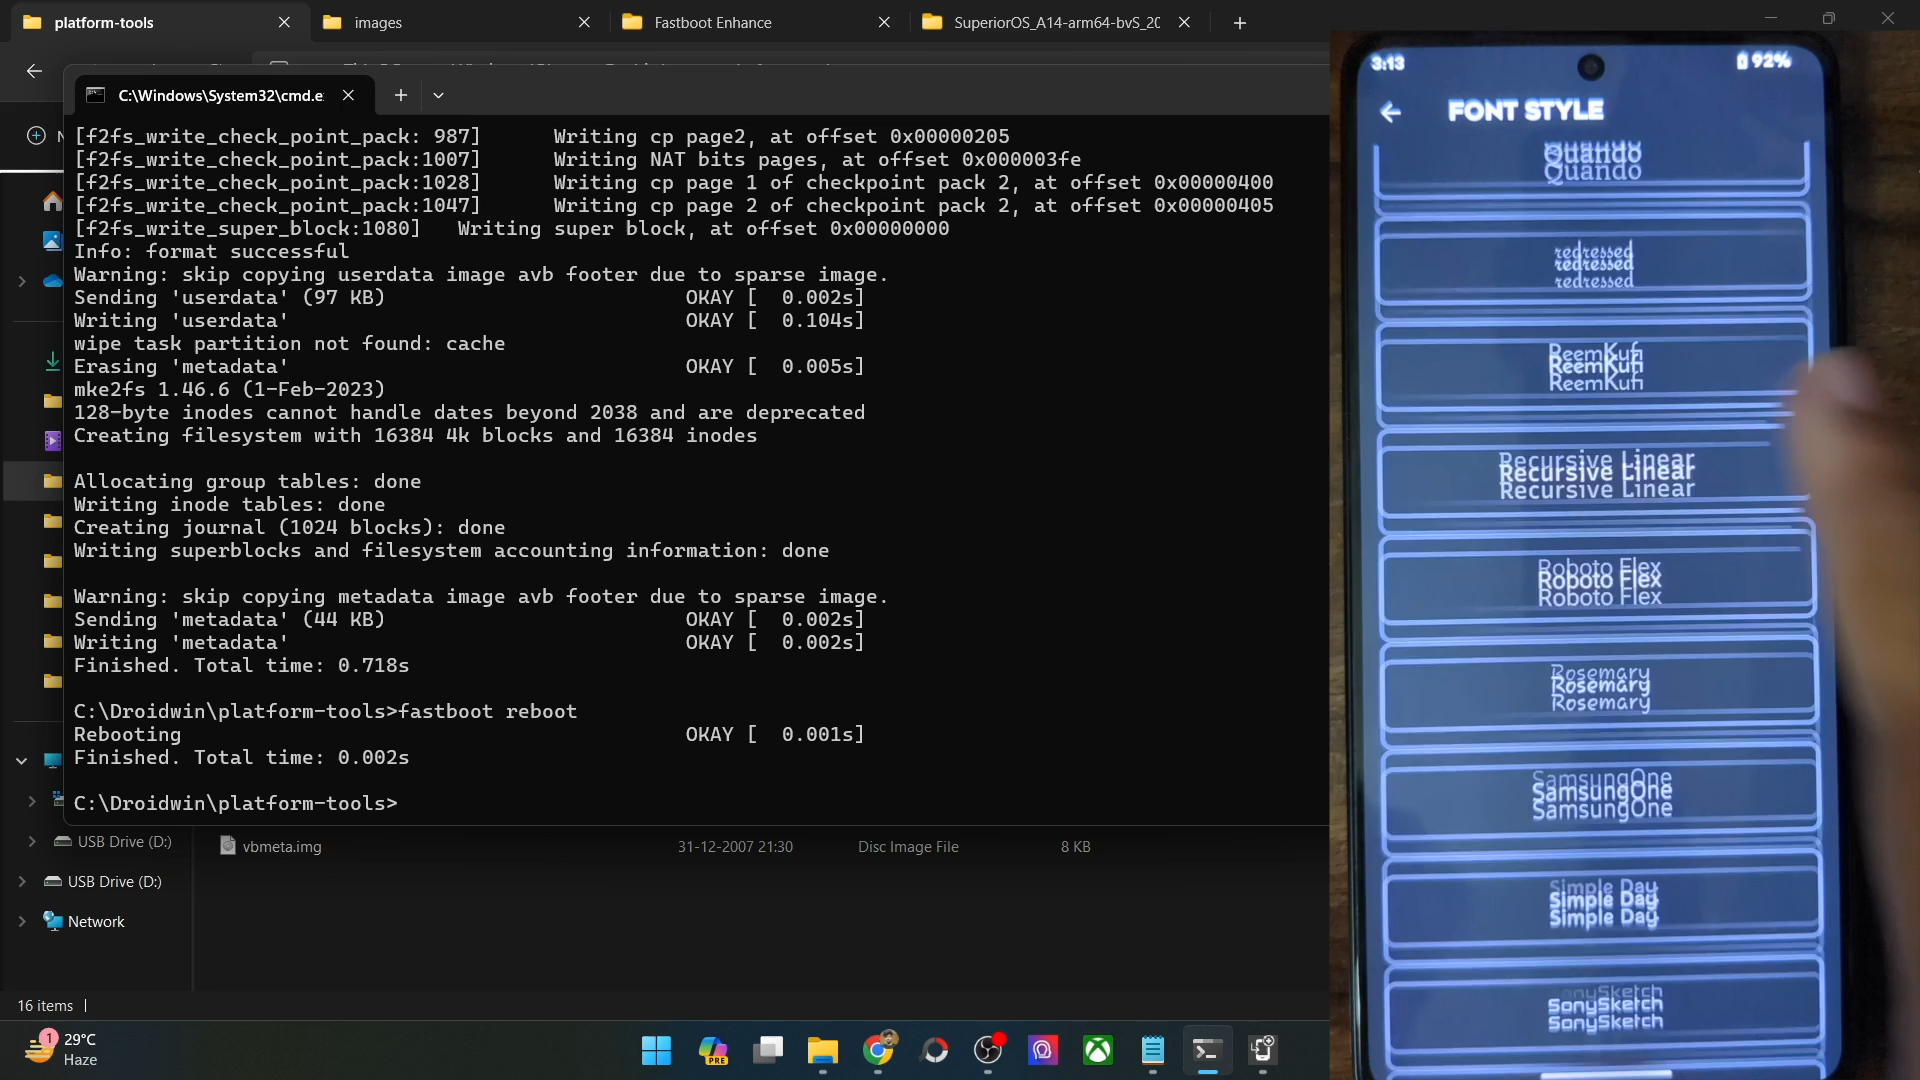 platform-tools
images
Fastboot Enhance
SuperiorOS_A14-arm64-bvS_20
C:\Windows\System32\cmd.e
[f2fs_write_check_point_pack: 987] Writing cp page2, at offset 0x00000205
[f2fs_write_check_point_pack:1007] Writing NAT bits pages, at offset 0x000003fe
[f2fs_write_check_point_pack:1028] Writing cp page 1 of checkpoint pack 2, at offset 0x00000400
[f2fs_write_check_point_pack:1047] Writing cp page 2 of checkpoint pack 2, at offset 0x00000405
[f2fs_write_super_block:1080] Writing super block, at offset 0x00000000
Info: format successful
Warning: skip copying userdata image avb footer due to sparse image.
Sending 'userdata' (97 KB) OKAY [ 0.002s]
Writing 'userdata' OKAY [ 0.104s]
wipe task partition not found: cache
Erasing 'metadata' OKAY [ 0.005s]
mke2fs 1.46.6 (1-Feb-2023)
128-byte inodes cannot handle dates beyond 2038 and are deprecated
Creating filesystem with 16384 4k blocks and 16384 inodes
Allocating group tables: done
Writing inode tables: done
Creating journal (1024 blocks): done
Writing superblocks and filesystem accounting information: done
Warning: skip copying metadata image avb footer due to sparse image.
Sending 'metadata' (44 KB) OKAY [ 0.002s]
Writing 'metadata' OKAY [ 0.002s]
Finished. Total time: 0.718s
C:\Droidwin\platform-tools>fastboot reboot
Rebooting OKAY [ 0.001s]
Finished. Total time: 0.002s
C:\Droidwin\platform-tools>
USB Drive (D:)
vbmeta.img 31-12-2007 21:30 Disc Image File 8 KB
USB Drive (D:)
Network
16 items
1
29°C
Haze
PRE
3:13
92%
FONT STYLE
Quando
redressed
ReemKufi
Recursive Linear
Roboto Flex
Rosemary
SamsungOne
Simple Day
SonySketch